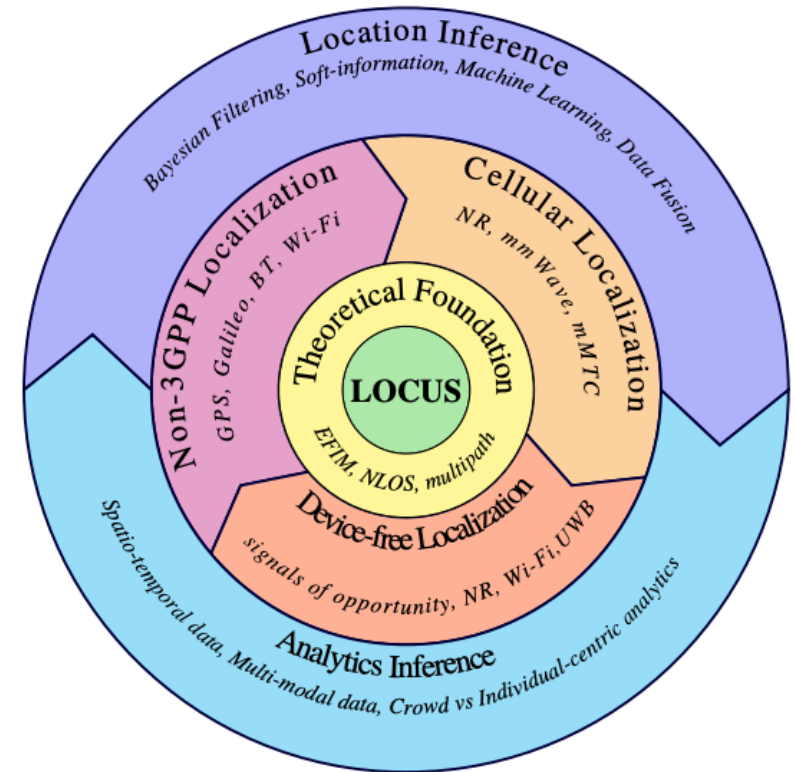 Location Inference
Bayesian Filtering, Soft-information, Machine Learning, Data Fusion
Non-3GPP Localization
GPS, Galileo, BT, Wi-Fi
Cellular Localization
NR, mmWave, mMTC
Theoretical Foundation
LOCUS
EFIM, NLOS, multipath
Device-free Localization
signals of opportunity, NR, Wi-Fi,UWB
Analytics Inference
Spatio-temporal data, Multi-modal data, Crowd vs Individual-centric analytics